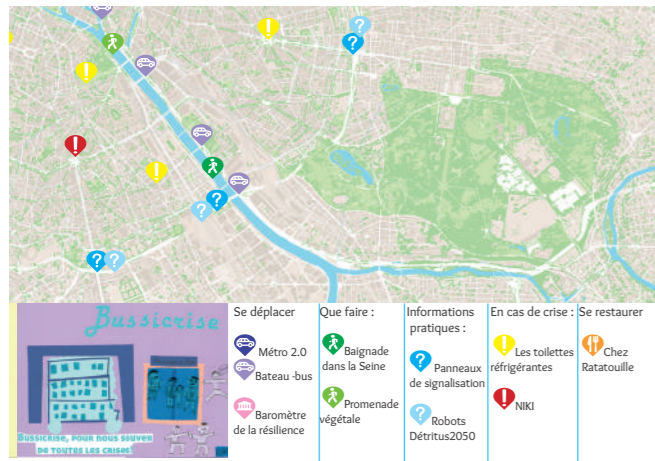 Bussicrise
BUSSICRISE, POUR NOUS SAUVER
DE TOUTES LES CRISES!
Se déplacer
Métro 2.0
Bateau -bus
Baromètre
de la résilience
Que faire :
Baignade
dans la Seine
Promenade
végétale
Informations
pratiques :
Panneaux
de signalisation
Robots
Détritus2050
En cas de crise :
Les toilettes
réfrigérantes
NIKI
Se restaurer
Chez
Ratatouille